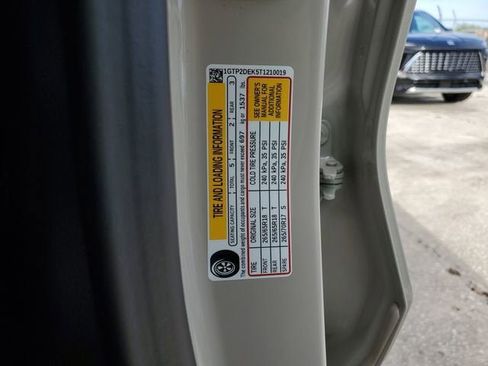 1GTP2DEK5T1210019
TIRE AND LOADING INFORMATION
SEATING CAPACITY TOTAL 5 FRONT 2 REAR 3
The combined weight of occupants and cargo must never exceed 697 kg or 1537 lbs.
TIRE ORIGINAL SIZE COLD TIRE PRESSURE
FRONT 265/65R18 T 240 kPa, 35 PSI
REAR 265/65R18 T 240 kPa, 35 PSI
SPARE 265/70R17 S 240 kPa, 35 PSI
SEE OWNER'S
MANUAL FOR
ADDITIONAL
INFORMATION